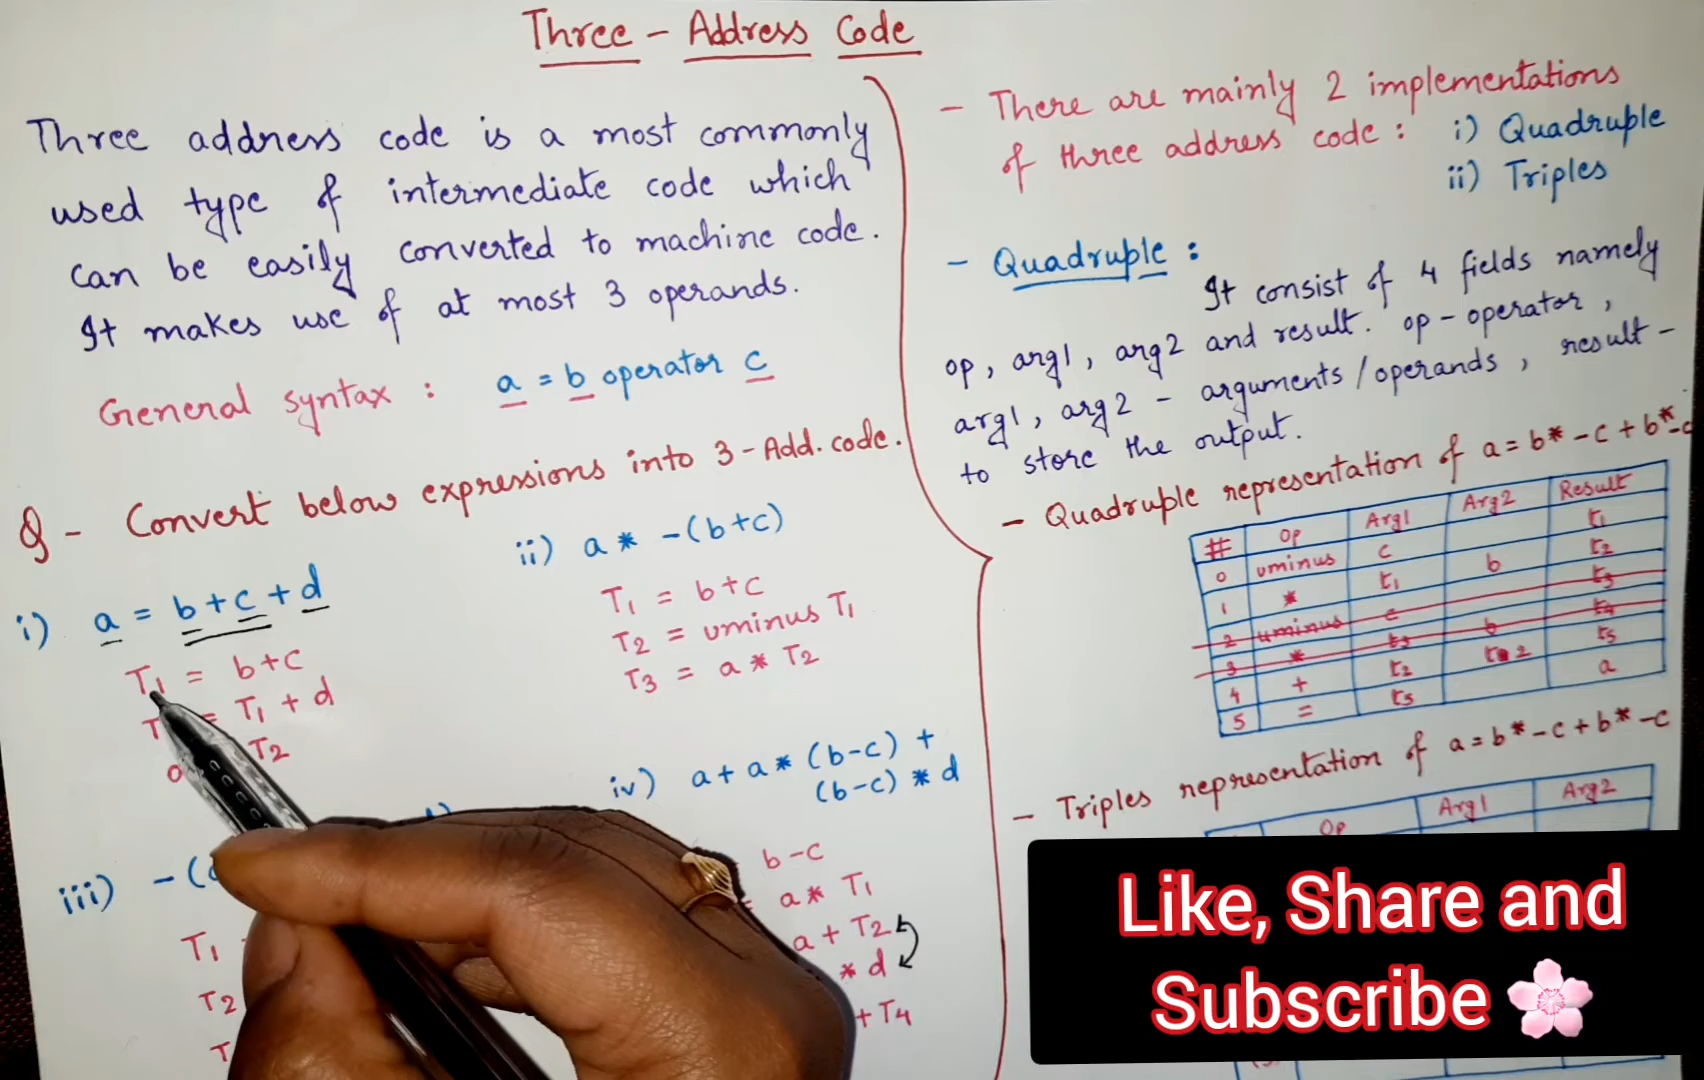 Three - Address Code
Three address code is a most commonly
used type of intermediate code which
can be easily converted to machine code.
It makes use of at most 3 operands.
General syntax : a = b operator c
Q - Convert below expressions into 3-Add. code.
i) a = b + c + d
T1 = b+c
= T1 + d
T2
ii) a * -(b+c)
T1 = b+c
T2 = uminus T1
T3 = a * T2
iii) -(
T1
T2
T
iv) a + a * (b-c) +
(b-c) * d
b-c
= a * T1
a + T2
* d
+ T4
- There are mainly 2 implementations
of three address code : i) Quadruple
ii) Triples
- Quadruple :
It consist of 4 fields namely
op, arg1, arg2 and result. op - operator,
arg1, arg2 - arguments/operands, result -
to store the output.
- Quadruple representation of a = b* -c + b* -c
# Op Arg1 Arg2 Result
0 uminus c t1
1 * t1 b t2
2 uminus c t3
3 * t3 b t4
4 + t2 t2 t5
5 = t5 a
- Triples representation of a = b* -c + b* -c
Op Arg1 Arg2
Like, Share and
Subscribe